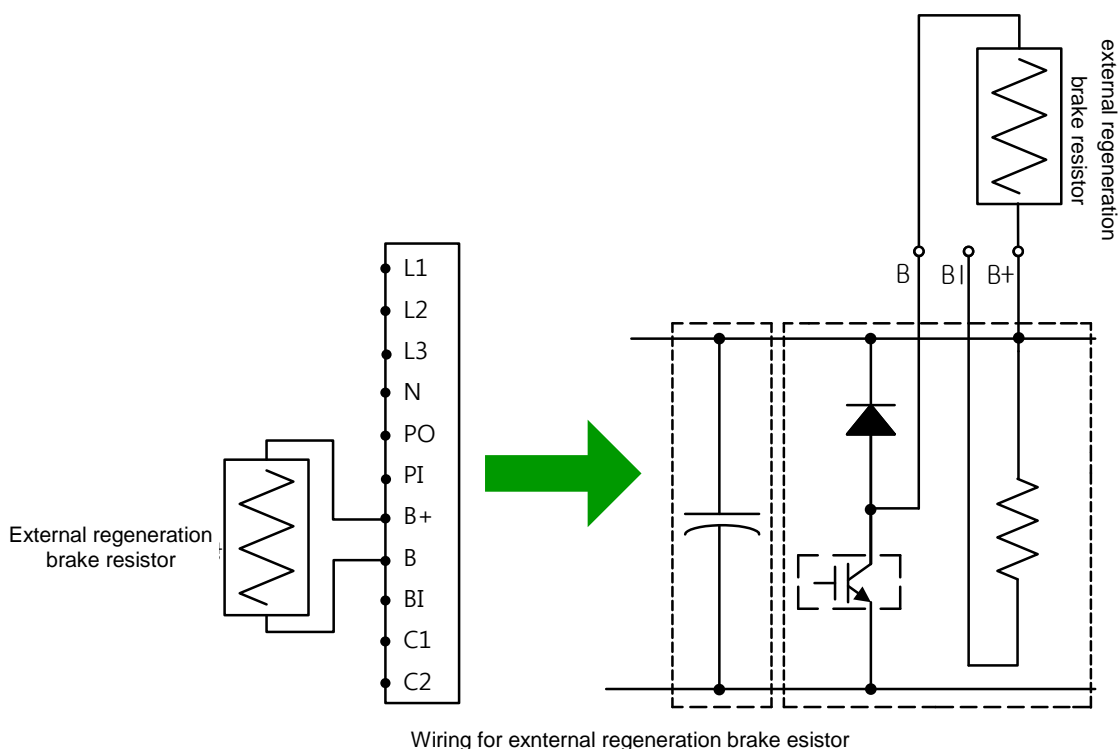 external regeneration
brake resistor
B BI B+
L1
L2
L3
N
PO
PI
B+
B
BI
C1
C2
External regeneration
brake resistor
Wiring for exnternal regeneration brake esistor